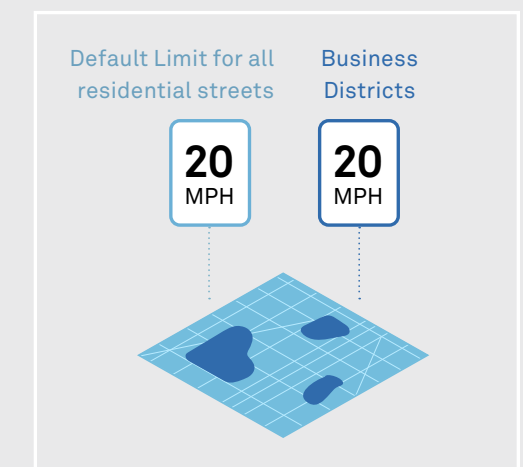 Default Limit for all
residential streets
Business
Districts
20
MPH
20
MPH